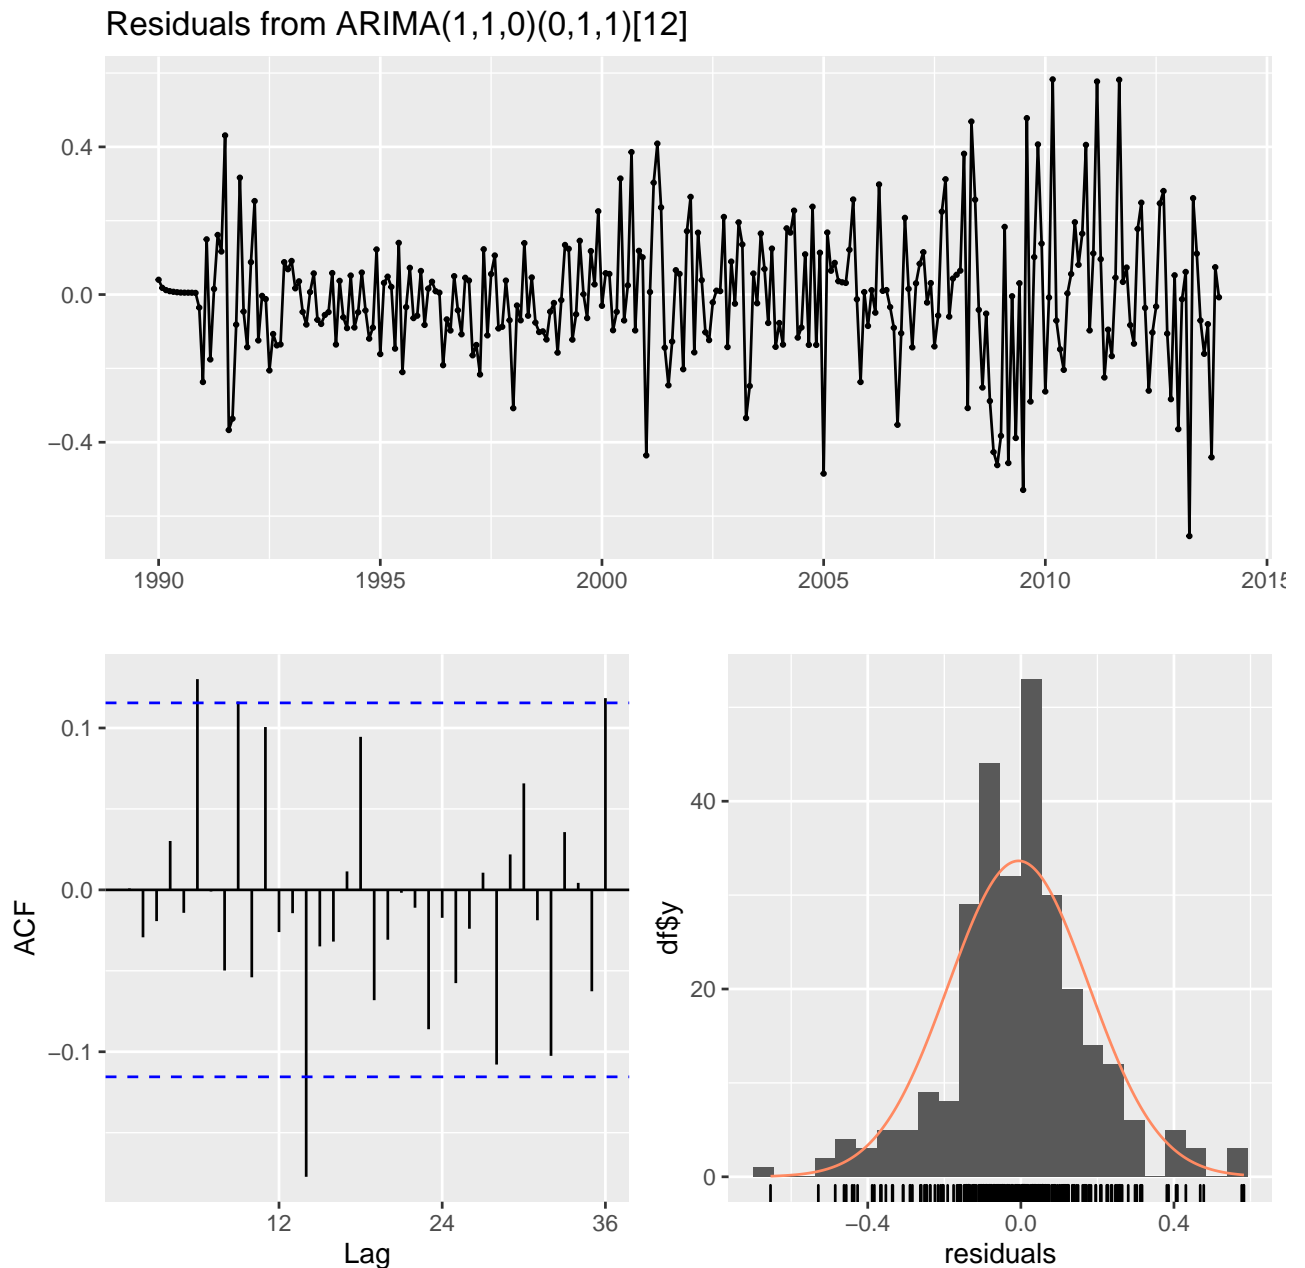 Residuals from ARIMA(1,1,0)(0,1,1)[12]
0.4
0.0
−0.4
1990 1995 2000 2005 2010 2015
0.1
0.0
−0.1
ACF
12 24 36
Lag
40
20
0
df$y
−0.4 0.0 0.4
residuals